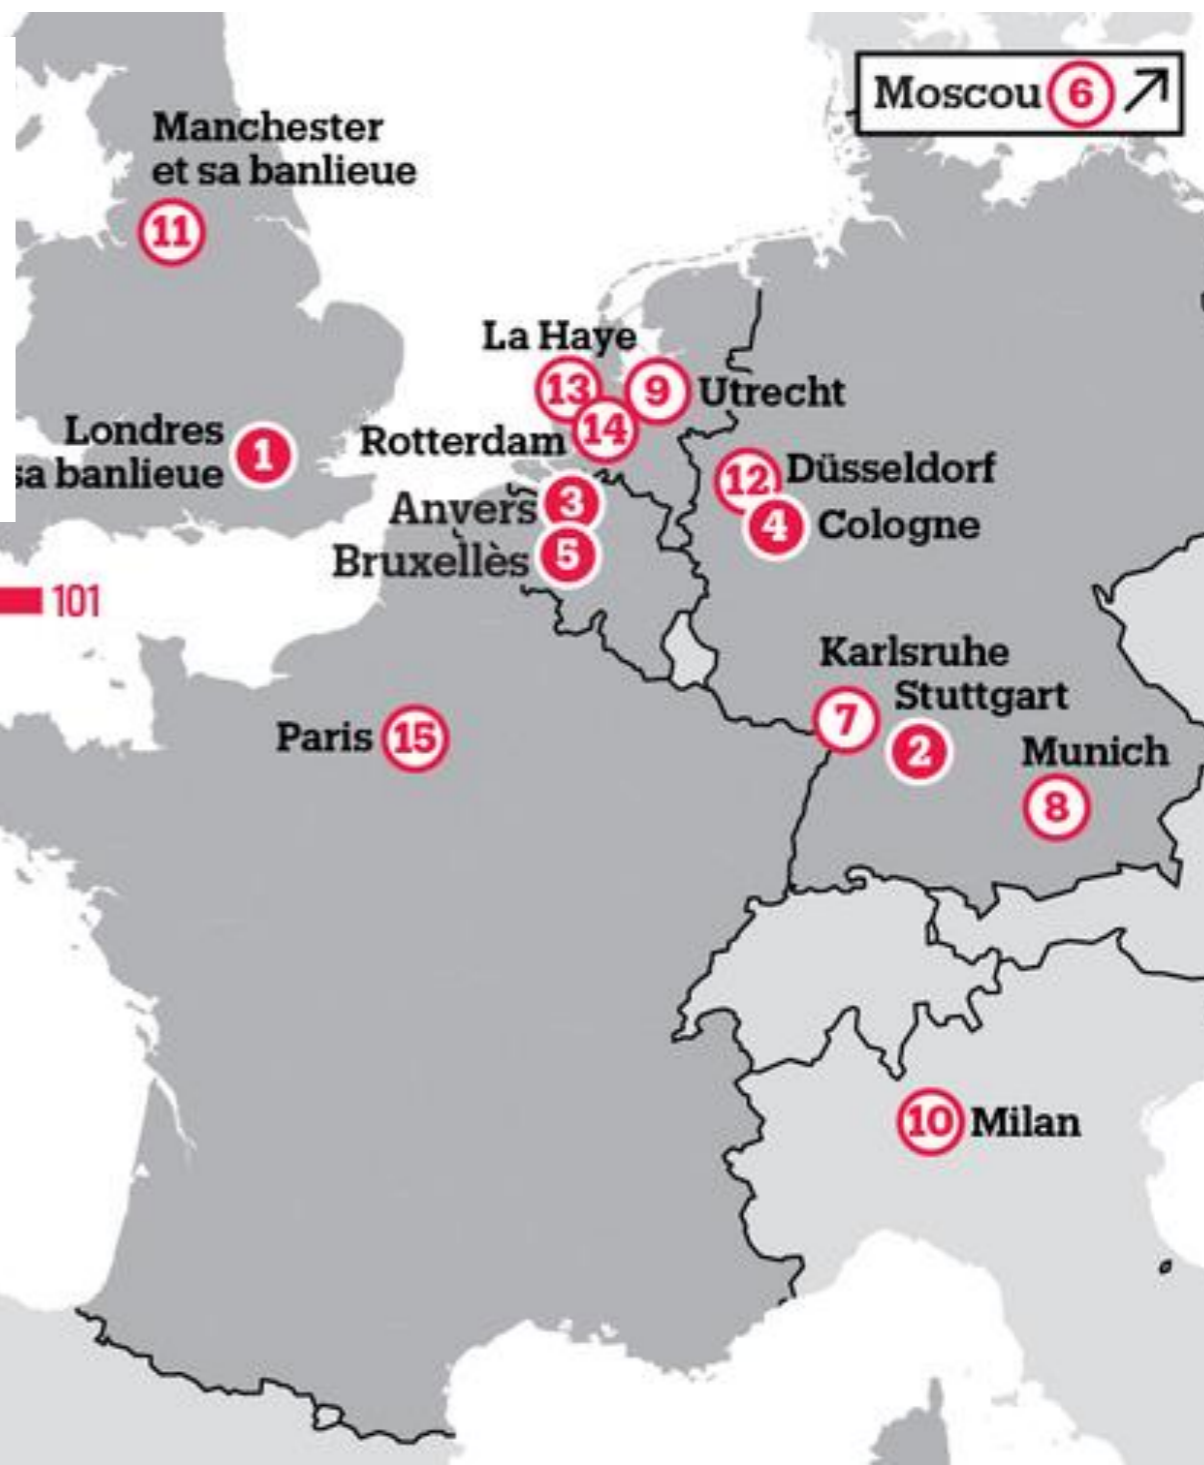 Moscou 6
Manchester
et sa banlieue
11
La Haye
13
9 Utrecht
Rotterdam 14
Londres
sa banlieue
1
12 Düsseldorf
Anvers 3
4 Cologne
Bruxellès 5
101
Karlsruhe
7
Stuttgart
2
Paris 15
Munich
8
10 Milan